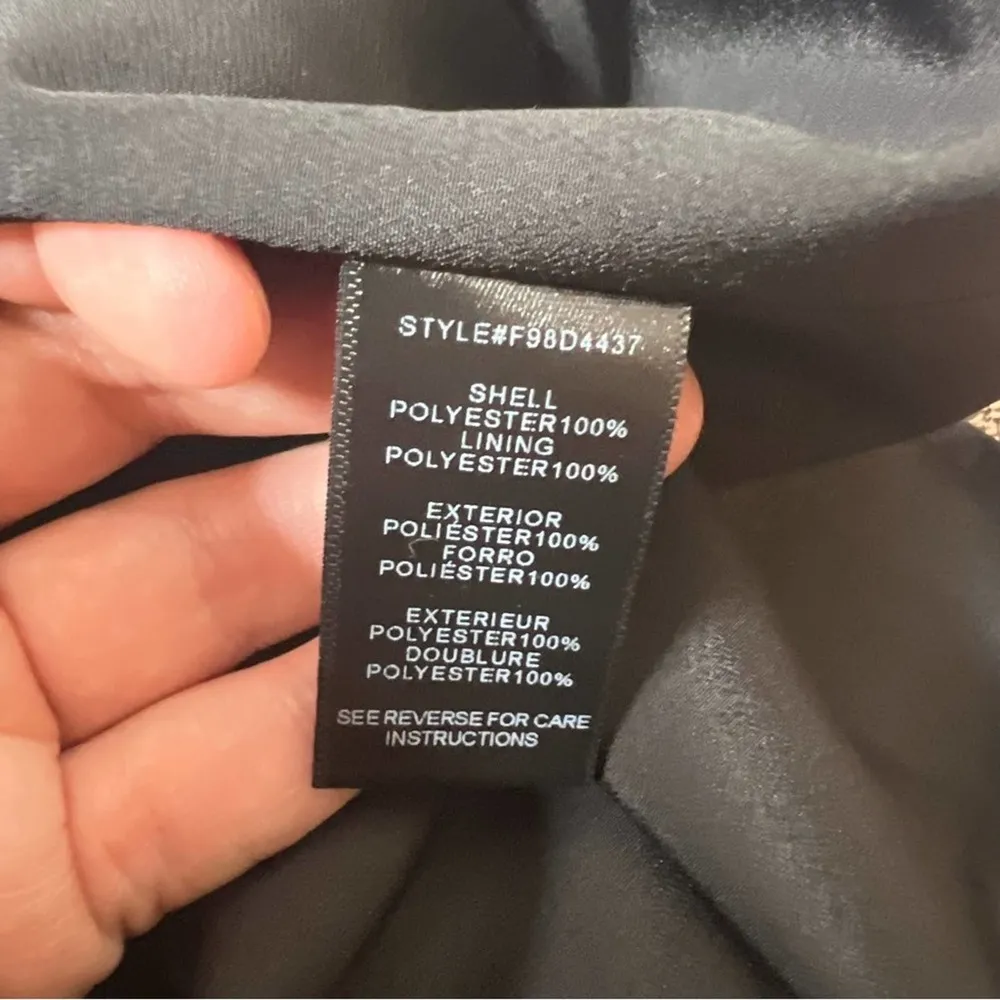 STYLE#F98D4437
SHELL
POLYESTER100%
LINING
POLYESTER100%
EXTERIOR
POLIÉSTER100%
FORRO
POLIÉSTER100%
EXTERIEUR
POLYESTER100%
DOUBLURE
POLYESTER100%
SEE REVERSE FOR CARE
INSTRUCTIONS